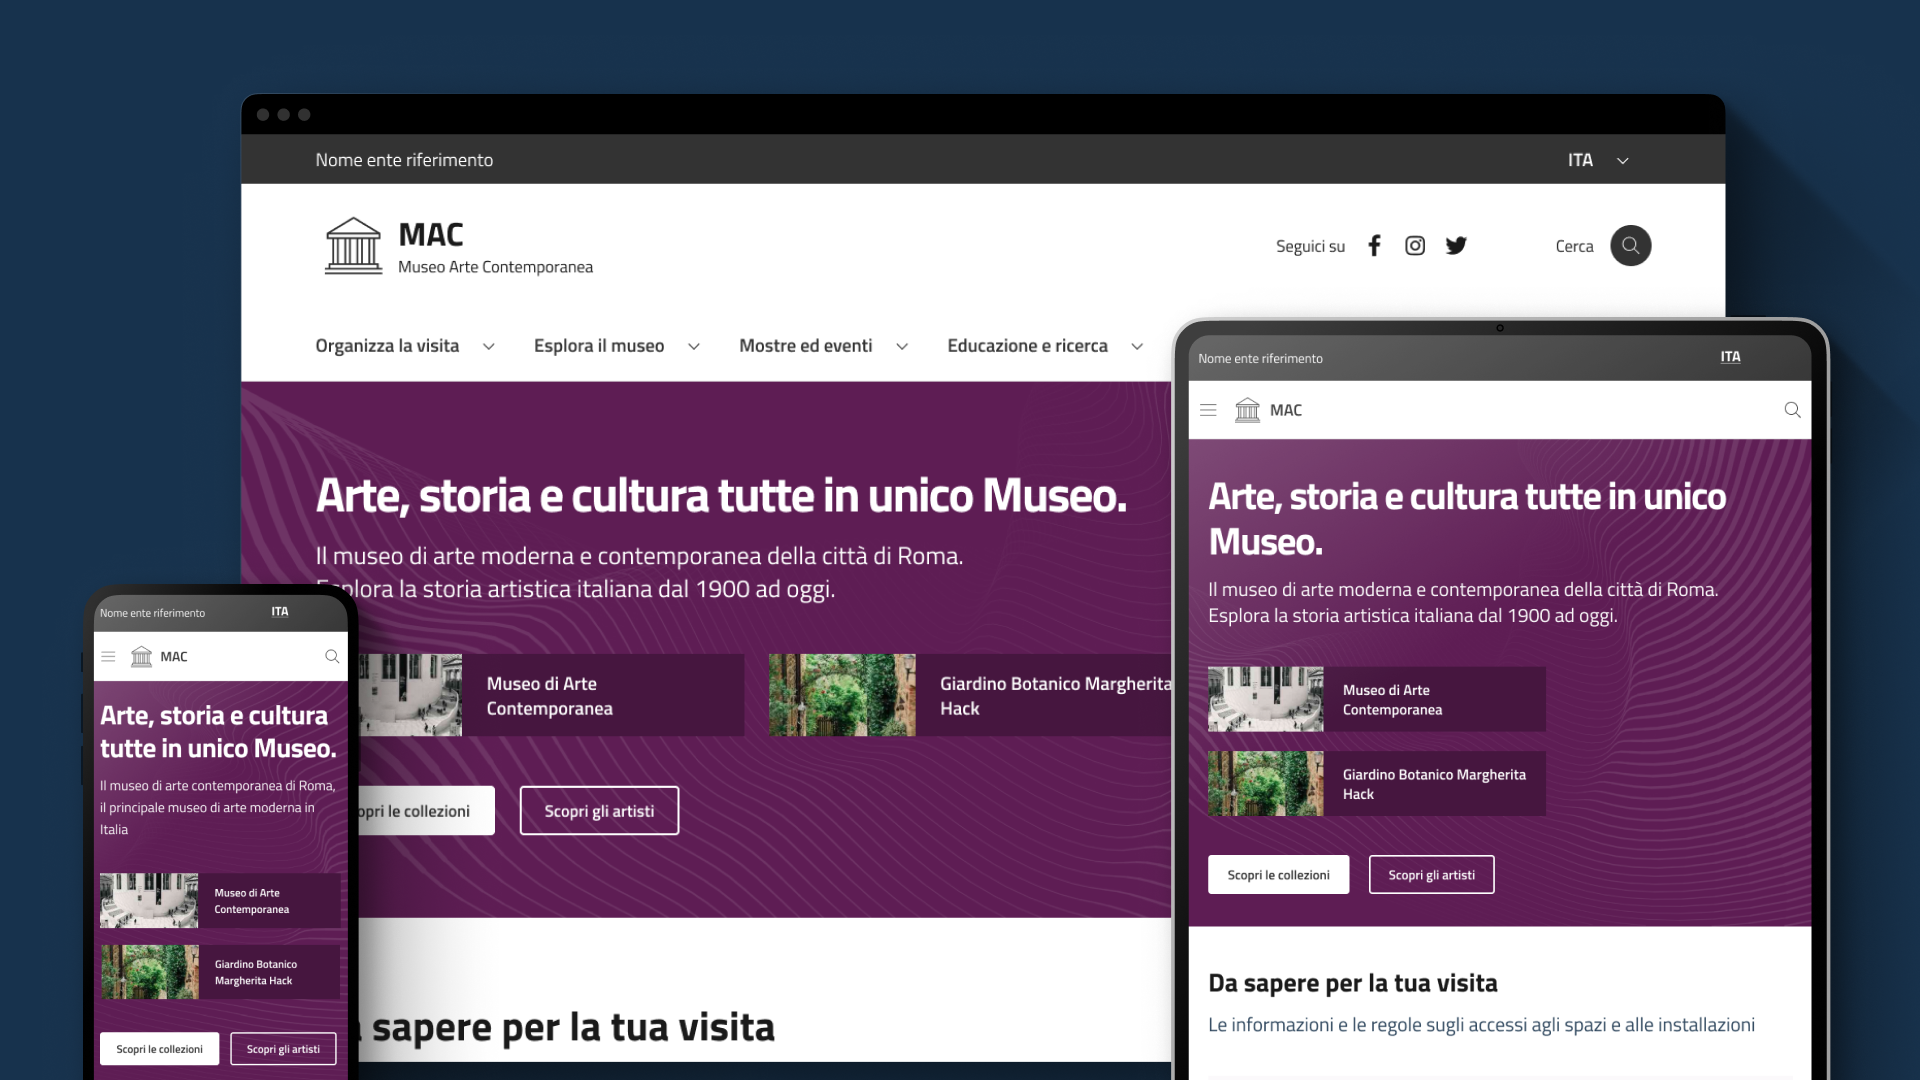 Nome ente riferimento
ITA
MAC
Museo Arte Contemporanea
Seguici su
Cerca
Organizza la visita
Esplora il museo
Mostre ed eventi
Educazione e ricerca
Arte, storia e cultura tutte in unico Museo.
Il museo di arte moderna e contemporanea della città di Roma.
Esplora la storia artistica italiana dal 1900 ad oggi.
Museo di Arte
Contemporanea
Giardino Botanico Margherita
Hack
opri le collezioni
Scopri gli artisti
sapere per la tua visita
Nome ente riferimento
ITA
MAC
Arte, storia e cultura
tutte in unico Museo.
Il museo di arte contemporanea di Roma,
il principale museo di arte moderna in
Italia
Museo di Arte
Contemporanea
Giardino Botanico
Margherita Hack
Scopri le collezioni
Scopri gli artisti
Nome ente riferimento
ITA
MAC
Arte, storia e cultura tutte in unico
Museo.
Il museo di arte moderna e contemporanea della città di Roma.
Esplora la storia artistica italiana dal 1900 ad oggi.
Museo di Arte
Contemporanea
Giardino Botanico Margherita
Hack
Scopri le collezioni
Scopri gli artisti
Da sapere per la tua visita
Le informazioni e le regole sugli accessi agli spazi e alle installazioni